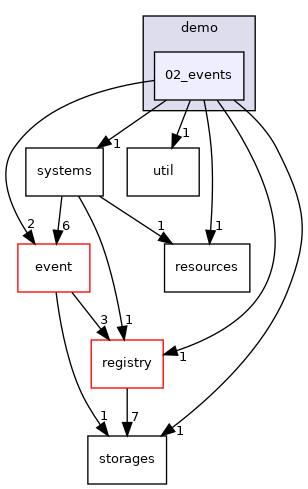 demo
02_events
1
1
systems
util
2
6
1
1
event
resources
3
1
registry
1
1
7
1
storages